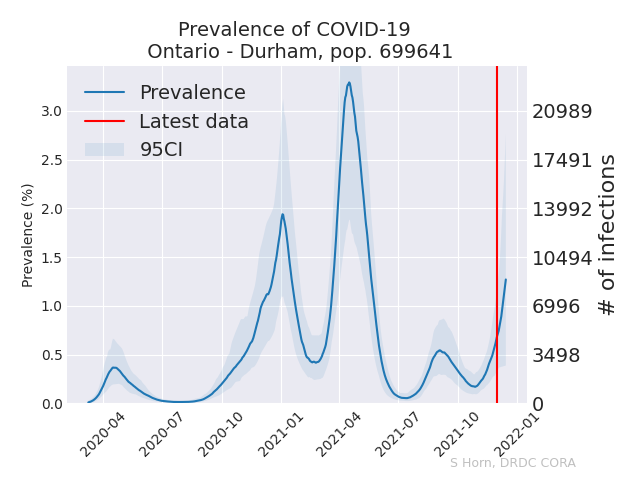 Prevalence of COVID-19
Ontario - Durham, pop. 699641
Prevalence
Latest data
95CI
Prevalence (%)
3.0
2.5
2.0
1.5
1.0
0.5
0.0
20989
17491
13992
10494
6996
3498
0
# of infections
2020-04
2020-07
2020-10
2021-01
2021-04
2021-07
2021-10
2022-01
S Horn, DRDC CORA